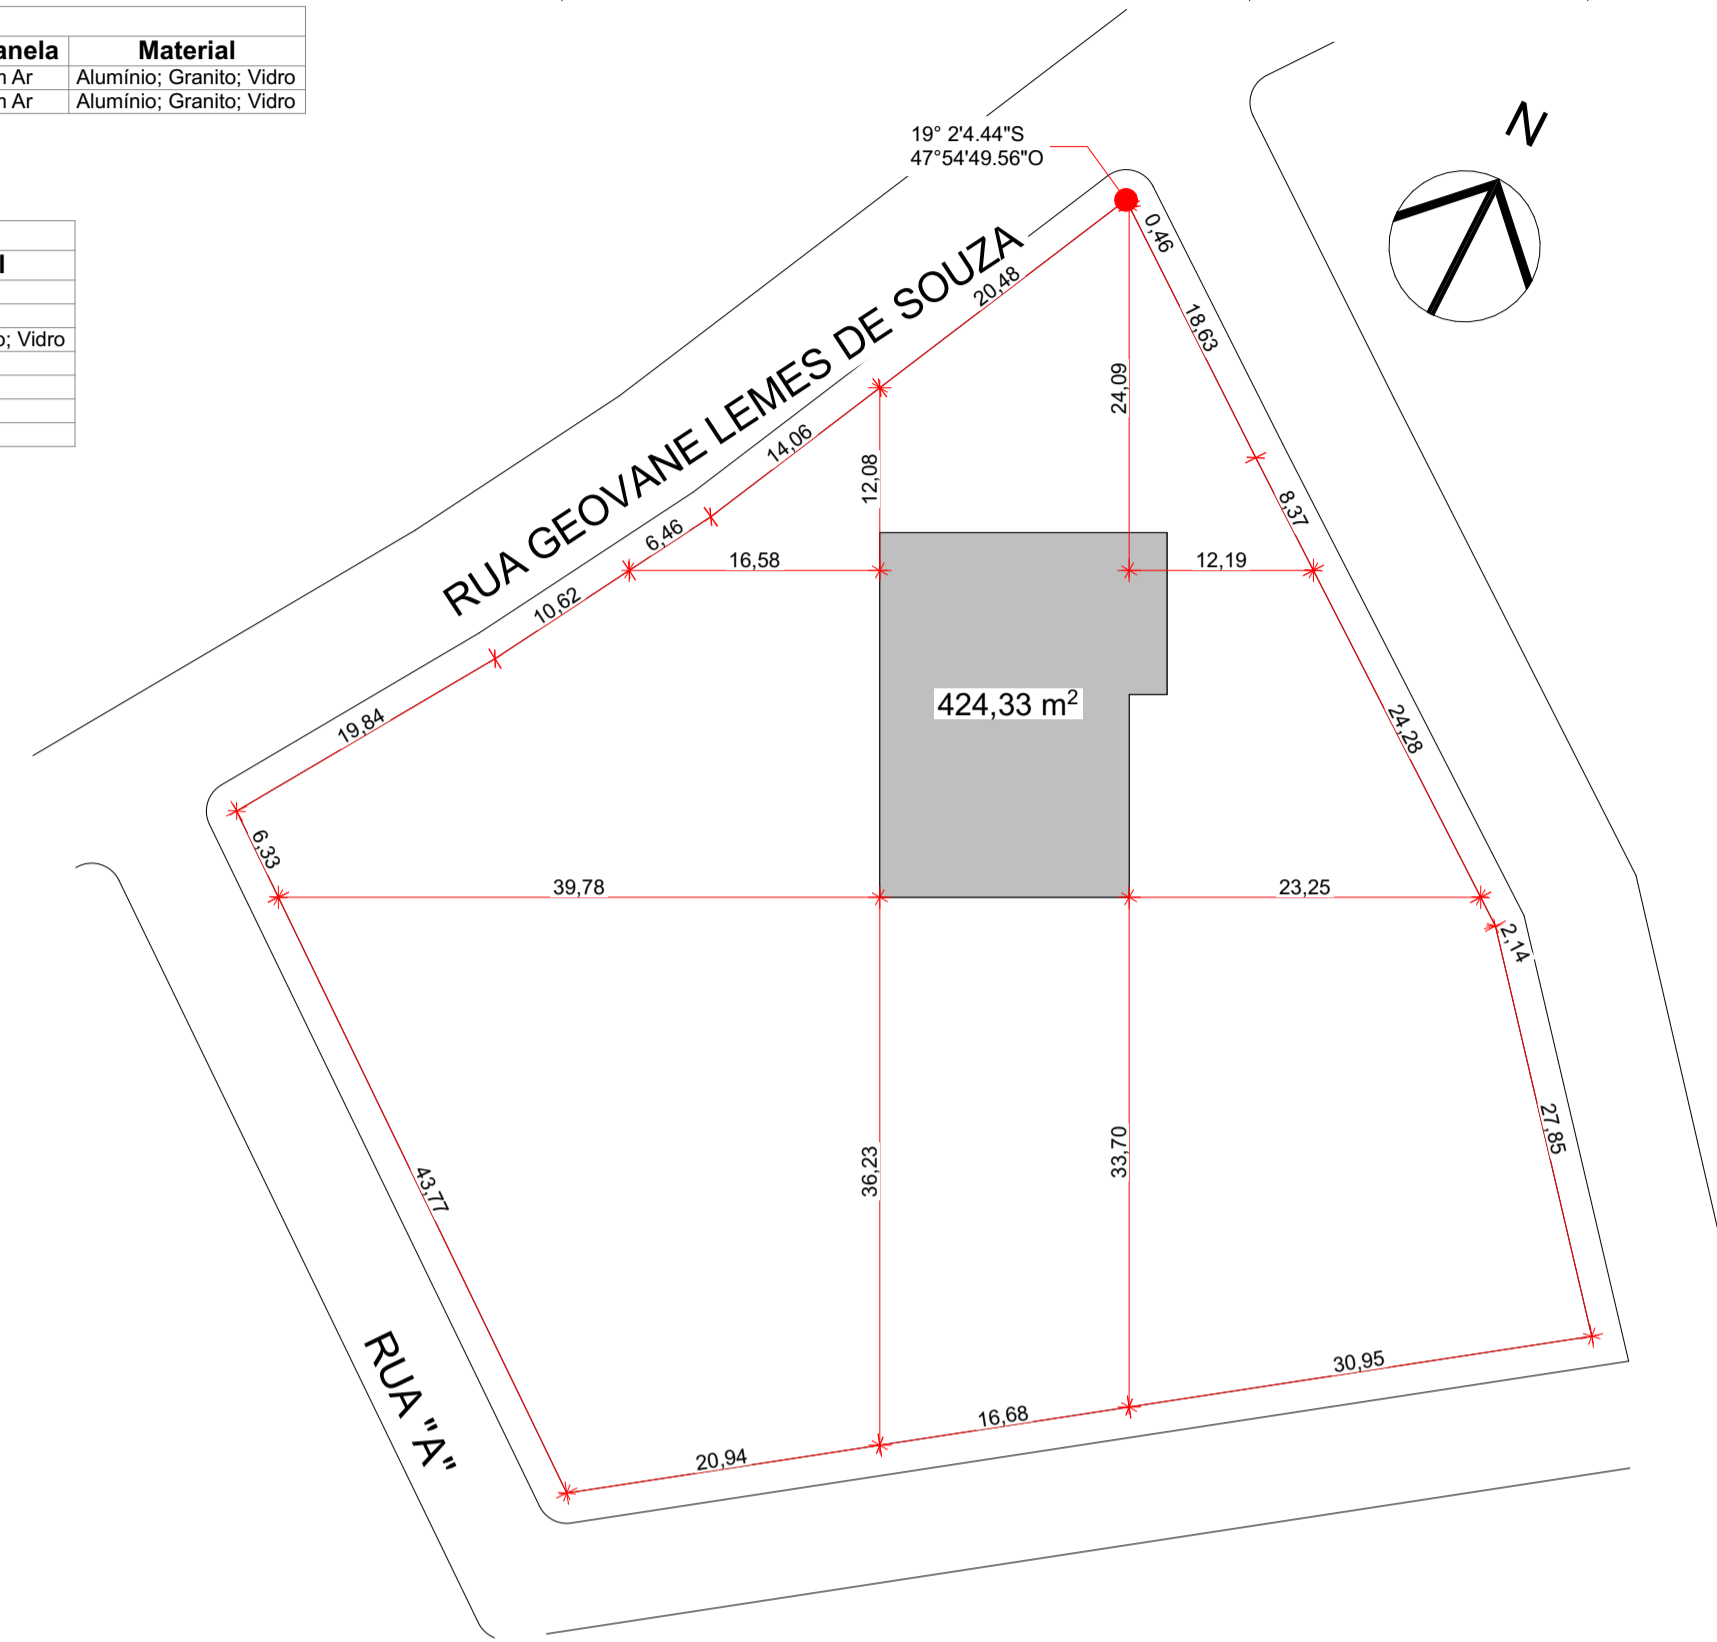 Material
Alumínio; Granito; Vidro
Alumínio; Granito; Vidro
Vidro
19° 2'4.44"S
47°54'49.56"O
N
RUA GEOVANE LEMES DE SOUZA
0,46
20,48
18,63
24,09
14,06
12,08
8,37
6,46
16,58
12,19
10,62
424,33 m²
19,84
24,28
6,33
39,78
23,25
2,14
27,85
33,70
36,23
43,77
RUA "A"
30,95
16,68
20,94